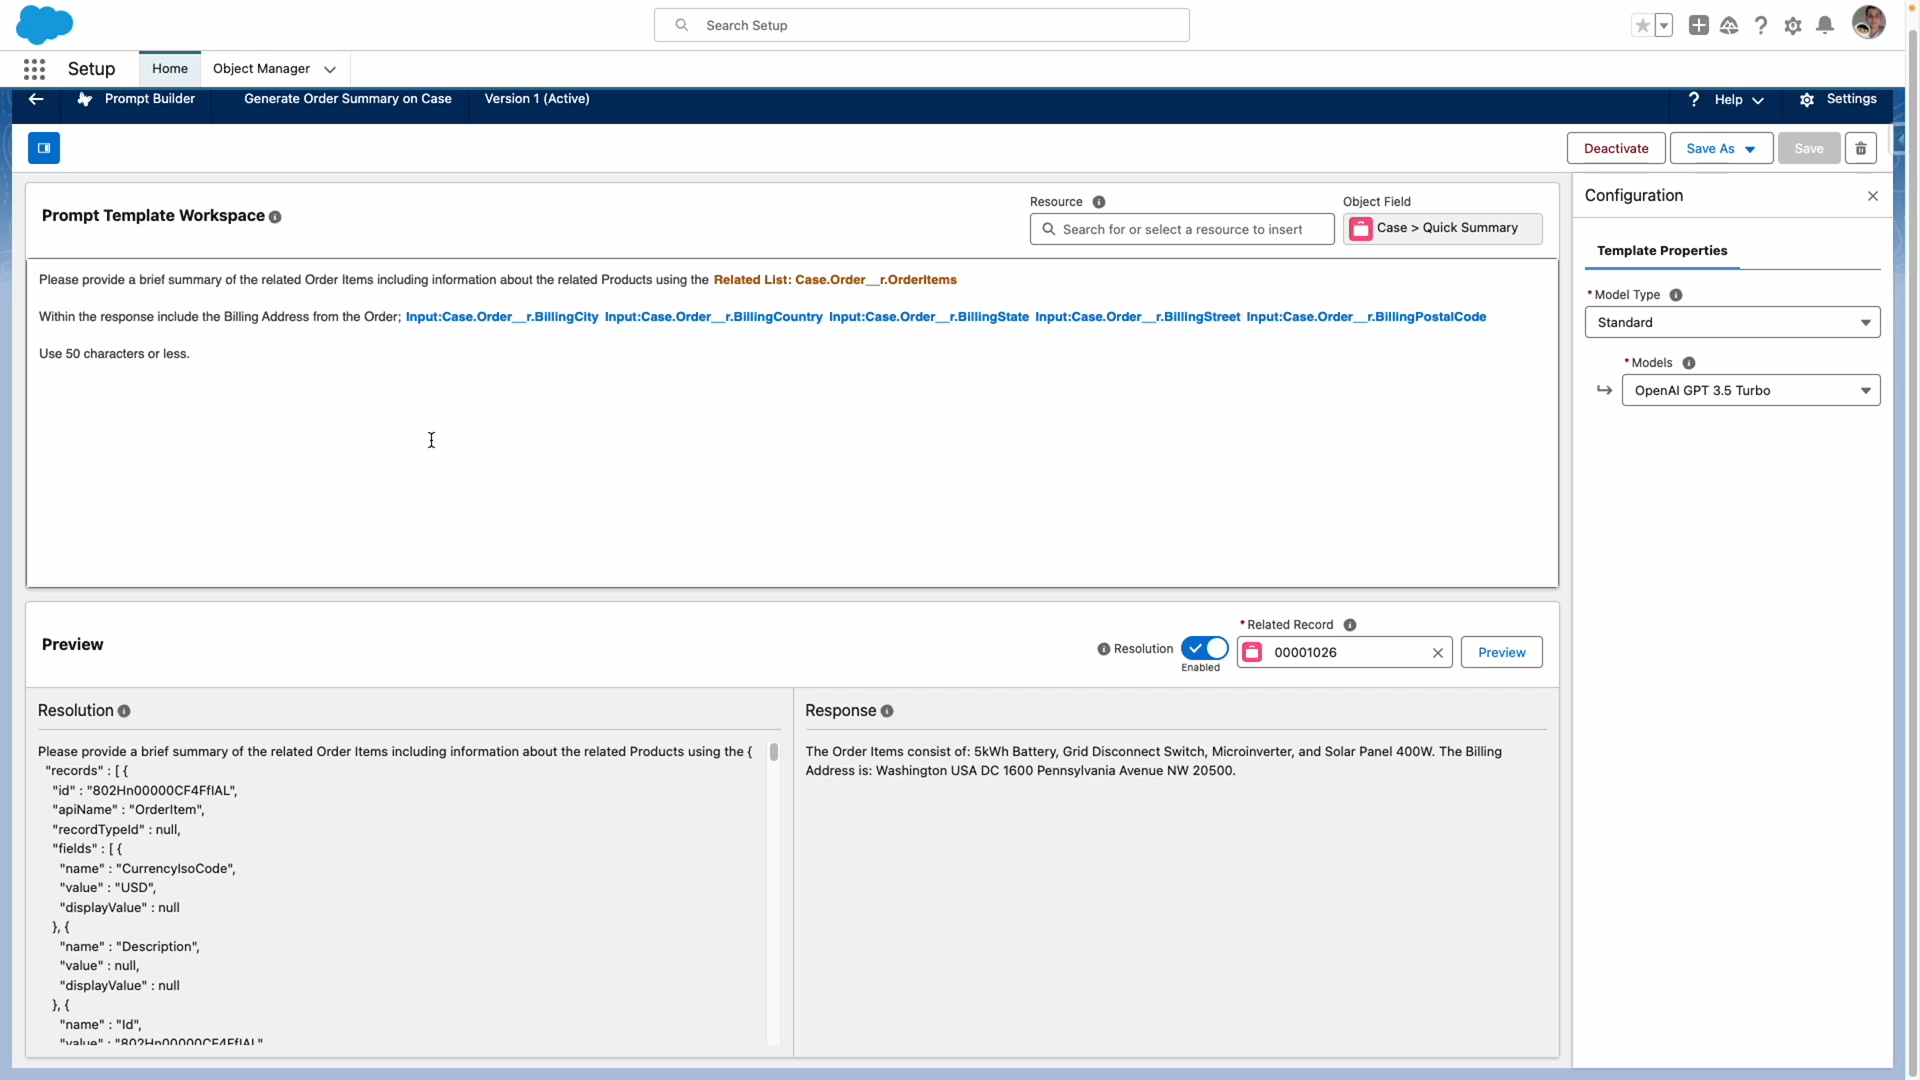 Search Setup
Setup
Home
Object Manager
Prompt Builder
Generate Order Summary on Case
Version 1 (Active)
? Help
Settings
Deactivate
Save As
Save
Prompt Template Workspace
Resource
Search for or select a resource to insert
Object Field
Case > Quick Summary
Please provide a brief summary of the related Order Items including information about the related Products using the Related List: Case.Order__r.OrderItems
Within the response include the Billing Address from the Order; Input:Case.Order__r.BillingCity Input:Case.Order__r.BillingCountry Input:Case.Order__r.BillingState Input:Case.Order__r.BillingStreet Input:Case.Order__r.BillingPostalCode
Use 50 characters or less.
Configuration
Template Properties
* Model Type
Standard
* Models
OpenAI GPT 3.5 Turbo
Preview
Resolution
Enabled
* Related Record
00001026
Preview
Resolution
Please provide a brief summary of the related Order Items including information about the related Products using the {
"records" : [ {
"id" : "802Hn00000CF4FfIAL",
"apiName" : "OrderItem",
"recordTypeId" : null,
"fields" : [ {
"name" : "CurrencyIsoCode",
"value" : "USD",
"displayValue" : null
}, {
"name" : "Description",
"value" : null,
"displayValue" : null
}, {
"name" : "Id",
"value" : "802Hn00000CF4FfIAL"
Response
The Order Items consist of: 5kWh Battery, Grid Disconnect Switch, Microinverter, and Solar Panel 400W. The Billing
Address is: Washington USA DC 1600 Pennsylvania Avenue NW 20500.